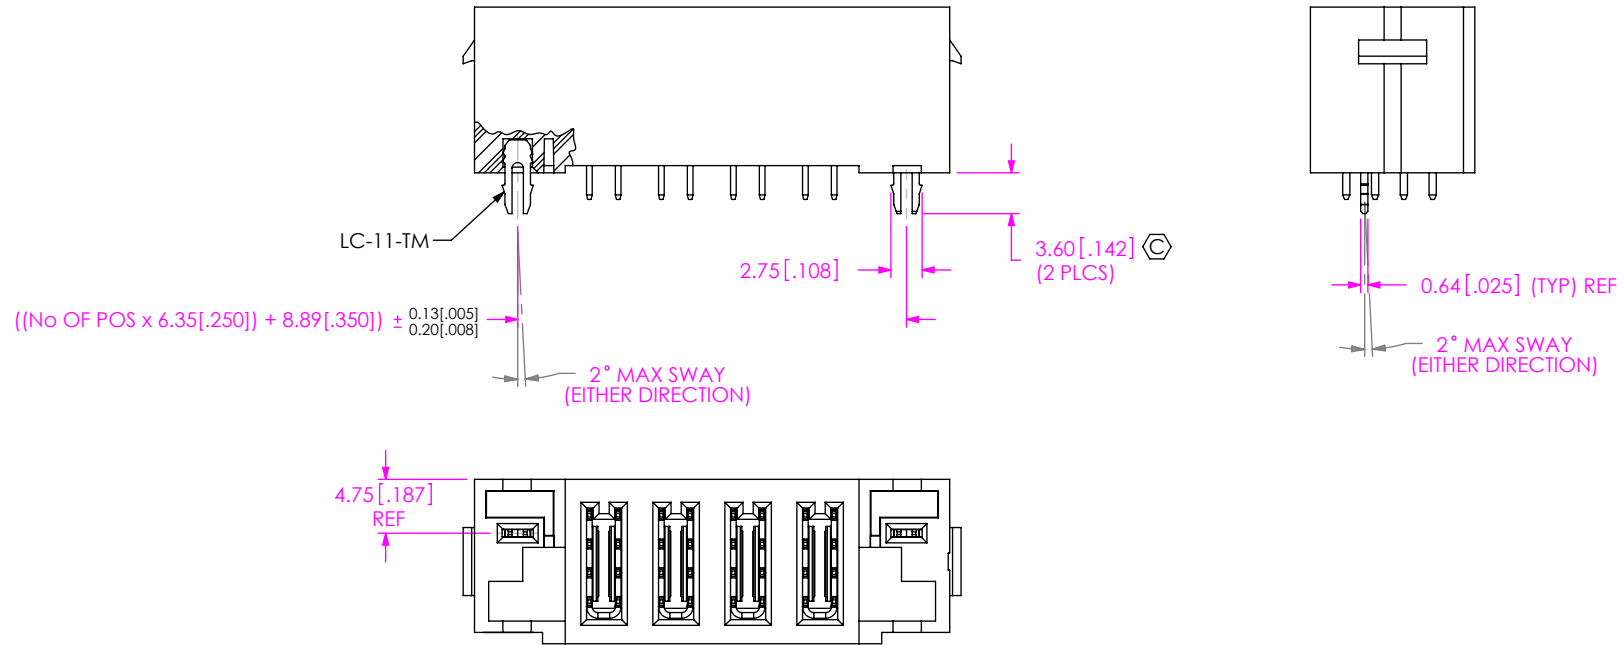 LC-11-TM
3.60[.142] C
(2 PLCS)
2.75[.108]
0.64[.025] (TYP) REF
((No OF POS x 6.35[.250]) + 8.89[.350]) ± 0.13[.005]
0.20[.008]
2° MAX SWAY
(EITHER DIRECTION)
2° MAX SWAY
(EITHER DIRECTION)
4.75[.187]
REF